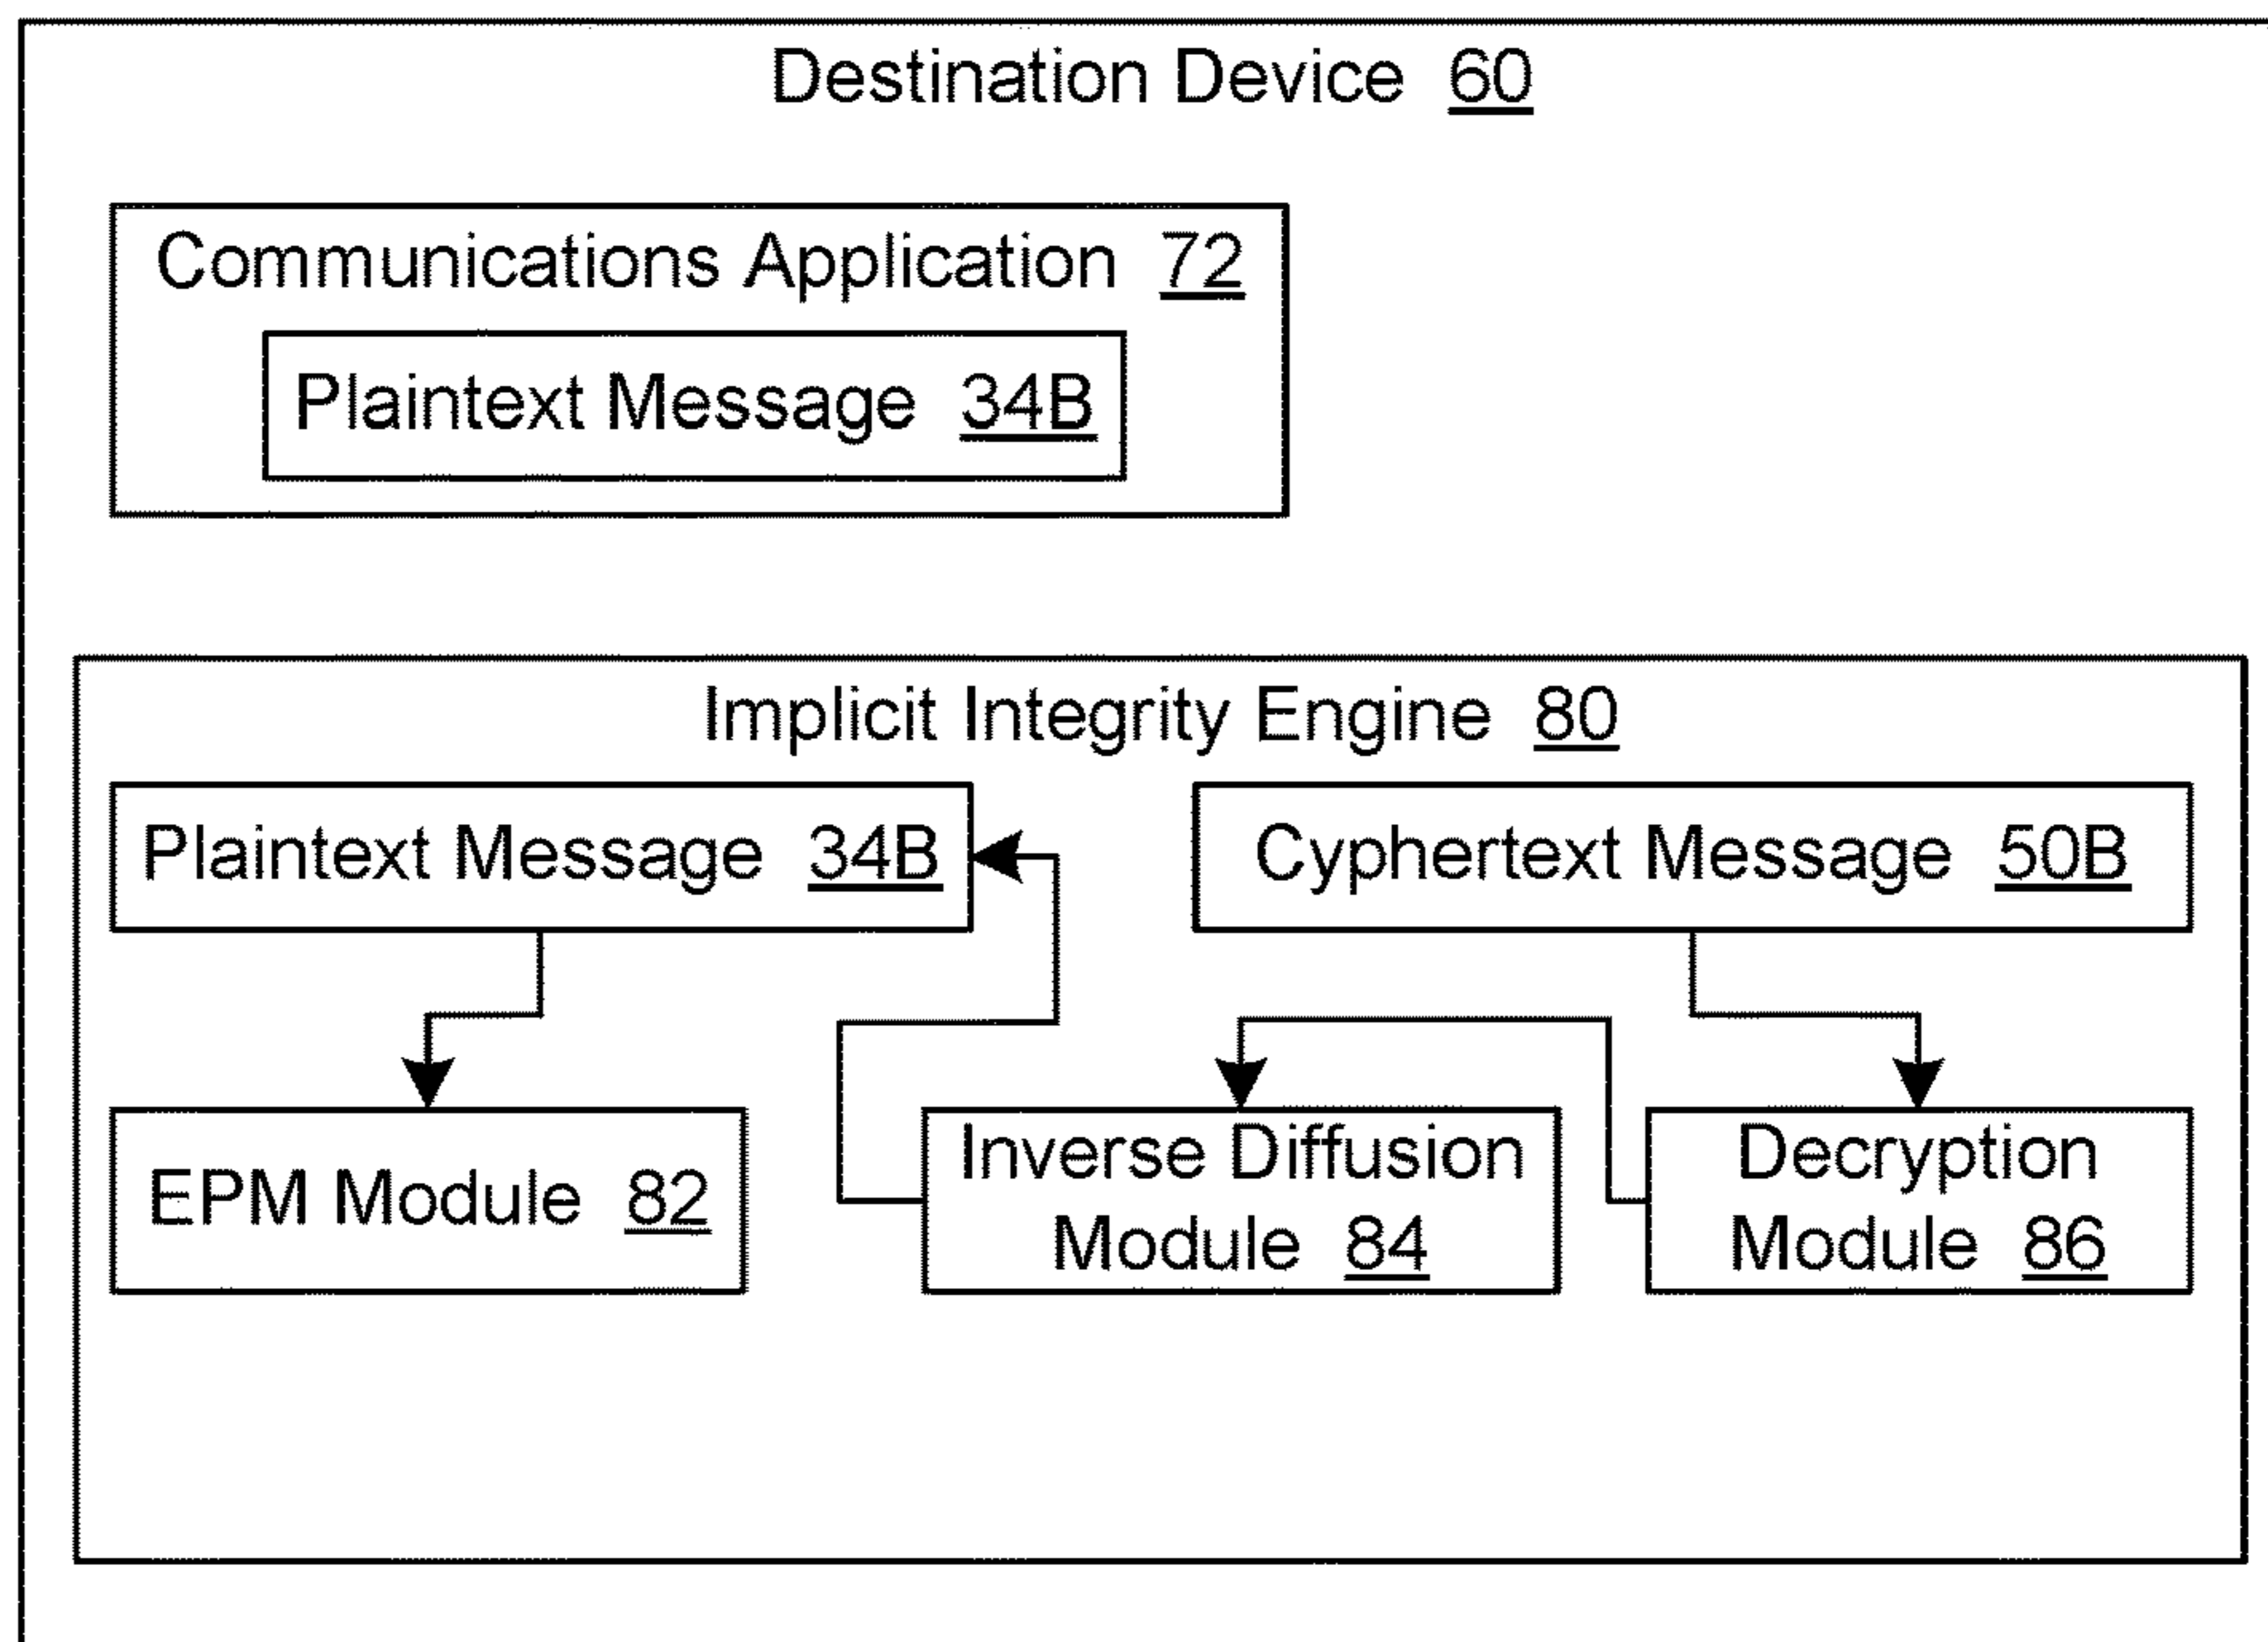 Destination Device 60
Communications Application 72
Plaintext Message 34B
Implicit Integrity Engine 80
Plaintext Message 34B
Cyphertext Message 50B
EPM Module 82
Inverse Diffusion
Module 84
Decryption
Module 86